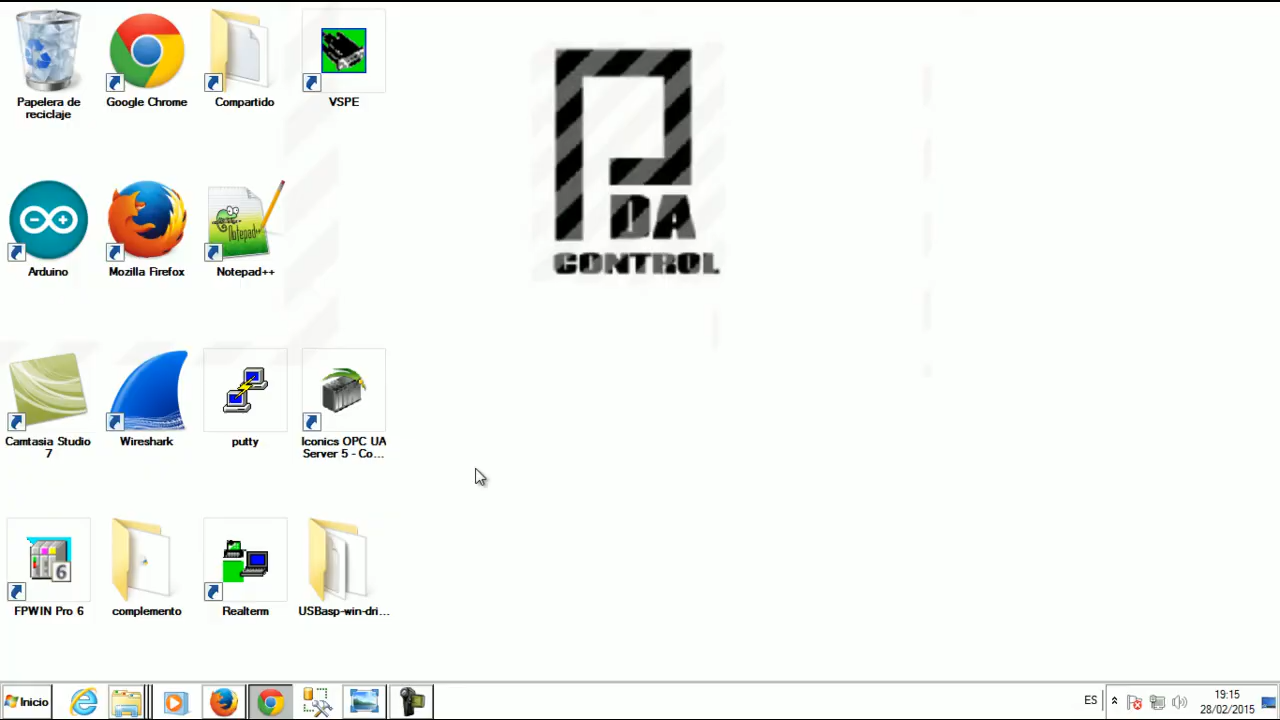 Papelera de
reciclaje
Google Chrome
Compartido
VSPE
DA
CONTROL
Arduino
Mozilla Firefox
Notepad++
Notepad++
Camtasia Studio
7
Wireshark
putty
Iconics OPC UA
Server 5 - Co...
6
FPWIN Pro 6
complemento
Realterm
USBasp-win-dri...
Inicio
ES
19:15
28/02/2015